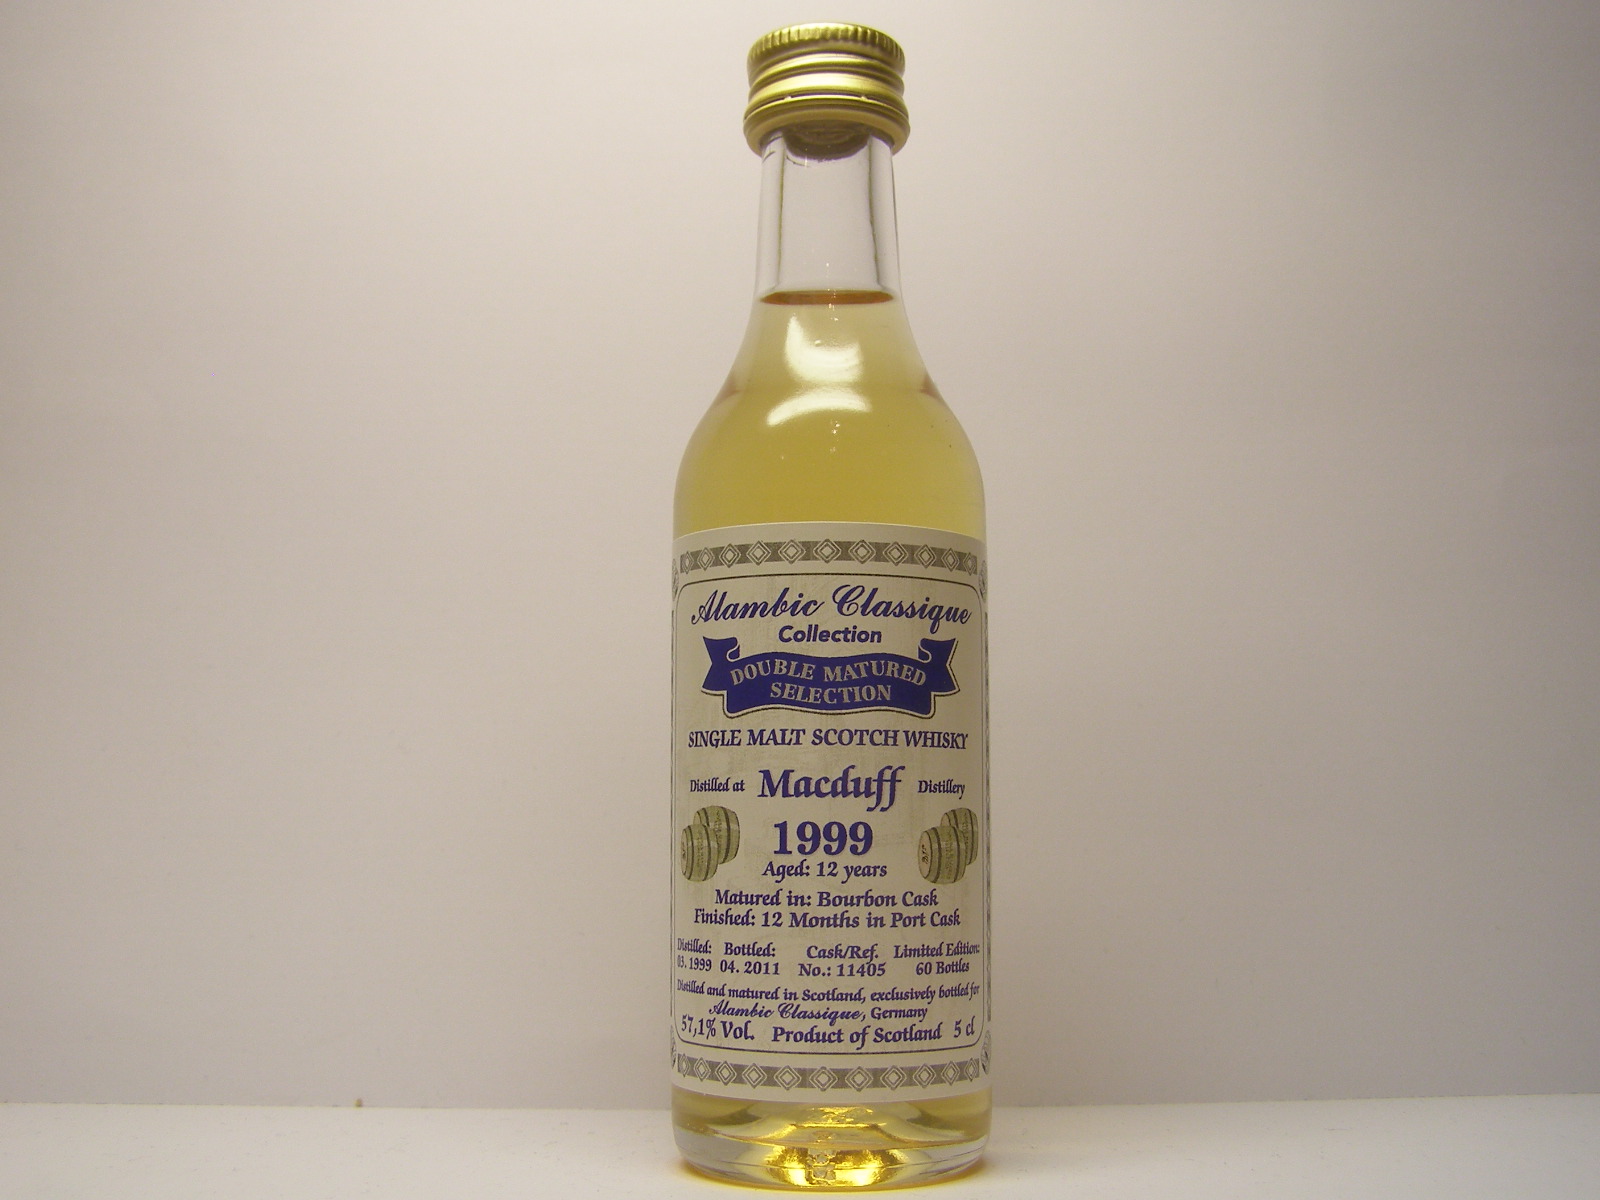 Alambic Classique
Collection
DOUBLE MATURED
SELECTION
SINGLE MALT SCOTCH WHISKY
Distilled at Macduff Distillery
1999
Aged: 12 years
Matured in: Bourbon Cask
Finished: 12 Months in Port Cask
Distilled: Bottled: Cask/Ref. Limited Edition:
03. 1999 04. 2011 No.: 11405 60 Bottles
Distilled and matured in Scotland, exclusively bottled for
Alambic Classique, Germany
57,1% Vol. Product of Scotland 5 cl